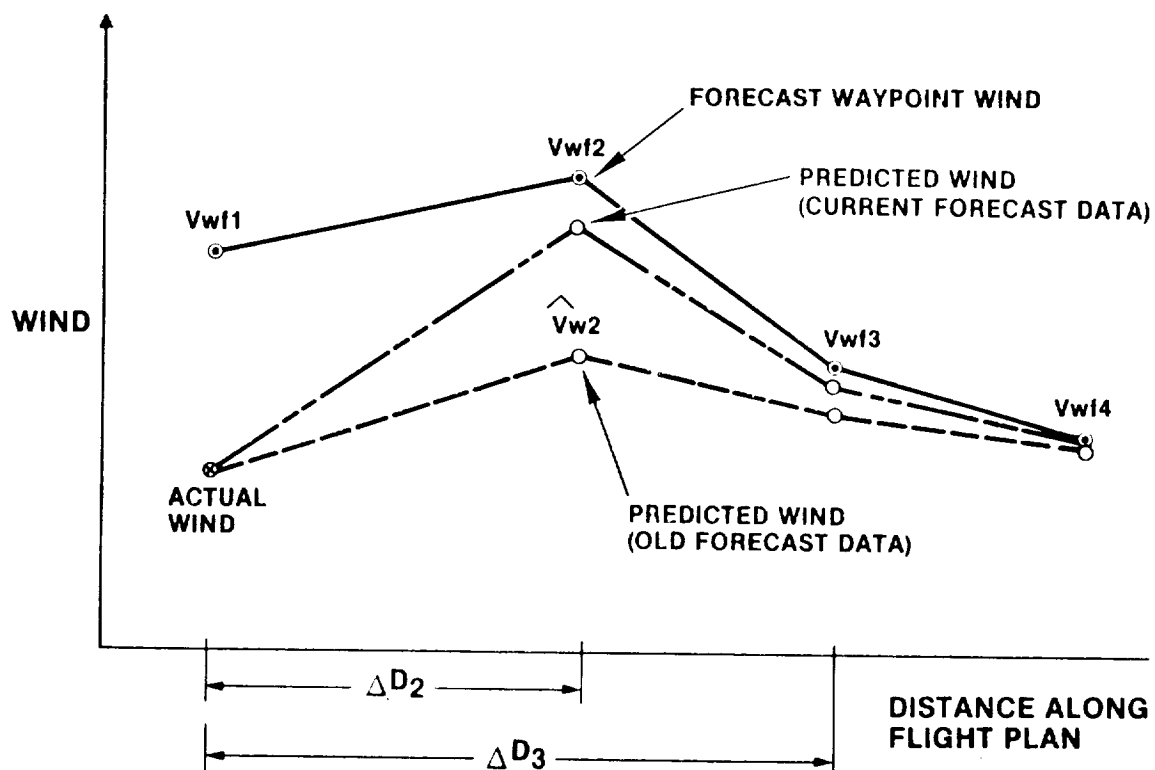 FORECAST WAYPOINT WIND
Vwf2
PREDICTED WIND
(CURRENT FORECAST DATA)
Vwf1
WIND
V̂w2
Vwf3
Vwf4
ACTUAL
WIND
PREDICTED WIND
(OLD FORECAST DATA)
ΔD2
DISTANCE ALONG
FLIGHT PLAN
ΔD3